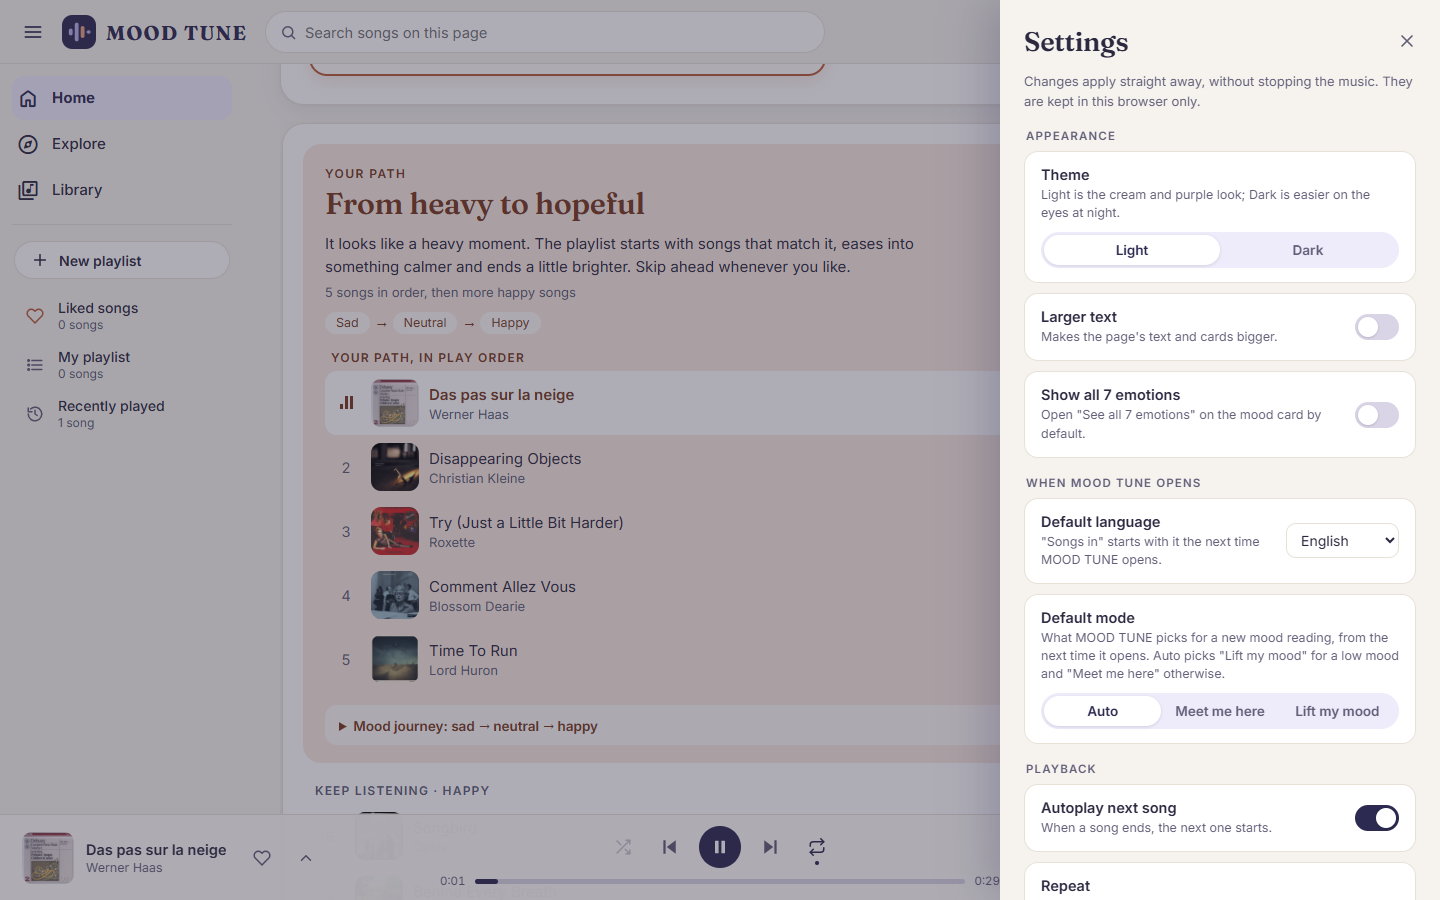 MOOD TUNE
Search songs on this page
Home
Explore
Library
New playlist
Liked songs
0 songs
My playlist
0 songs
Recently played
1 song
YOUR PATH
From heavy to hopeful
It looks like a heavy moment. The playlist starts with songs that match it, eases into
something calmer and ends a little brighter. Skip ahead whenever you like.
5 songs in order, then more happy songs
Sad → Neutral → Happy
YOUR PATH, IN PLAY ORDER
Das pas sur la neige
Werner Haas
2
Disappearing Objects
Christian Kleine
3
Try (Just a Little Bit Harder)
Roxette
4
Comment Allez Vous
Blossom Dearie
5
Time To Run
Lord Huron
Mood journey: sad → neutral → happy
KEEP LISTENING · HAPPY
Das pas sur la neige
Werner Haas
0:01
0:29
Settings
Changes apply straight away, without stopping the music. They
are kept in this browser only.
APPEARANCE
Theme
Light is the cream and purple look; Dark is easier on the
eyes at night.
Light Dark
Larger text
Makes the page's text and cards bigger.
Show all 7 emotions
Open "See all 7 emotions" on the mood card by
default.
WHEN MOOD TUNE OPENS
Default language
"Songs in" starts with it the next time
MOOD TUNE opens.
English
Default mode
What MOOD TUNE picks for a new mood reading, from the
next time it opens. Auto picks "Lift my mood" for a low mood
and "Meet me here" otherwise.
Auto Meet me here Lift my mood
PLAYBACK
Autoplay next song
When a song ends, the next one starts.
Repeat